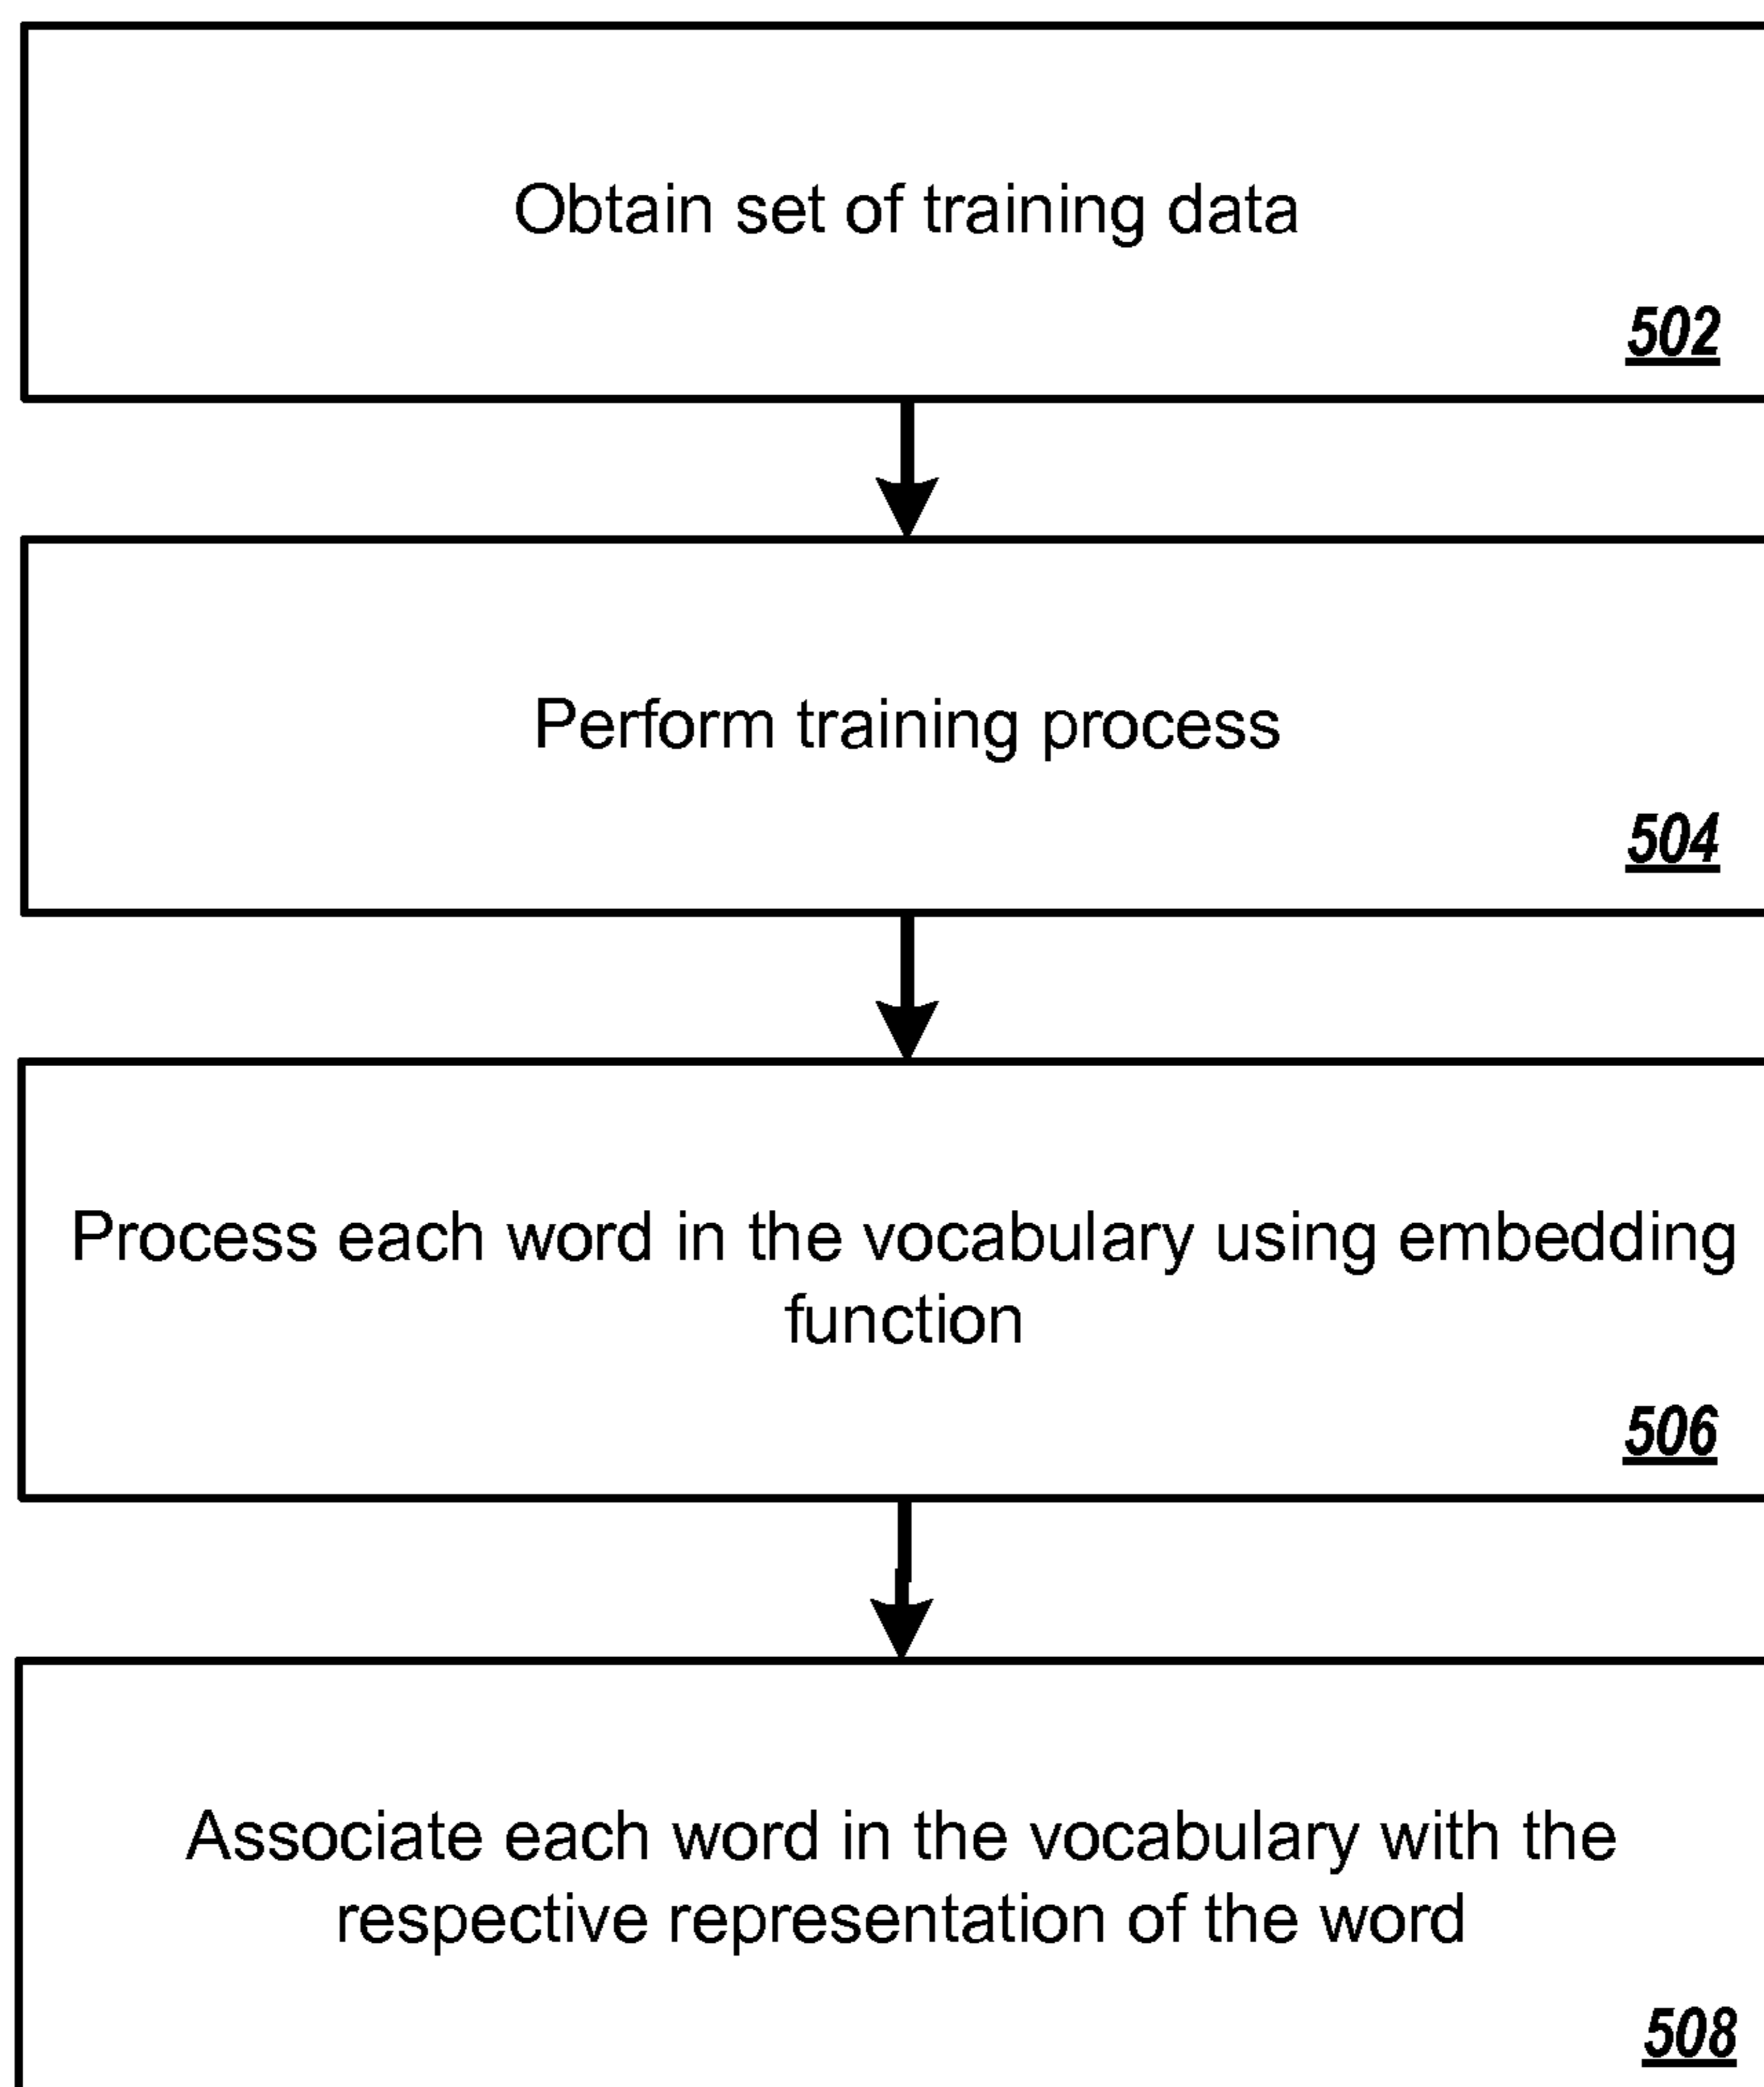 Obtain set of training data
502
Perform training process
504
Process each word in the vocabulary using embedding
function
506
Associate each word in the vocabulary with the
respective representation of the word
508